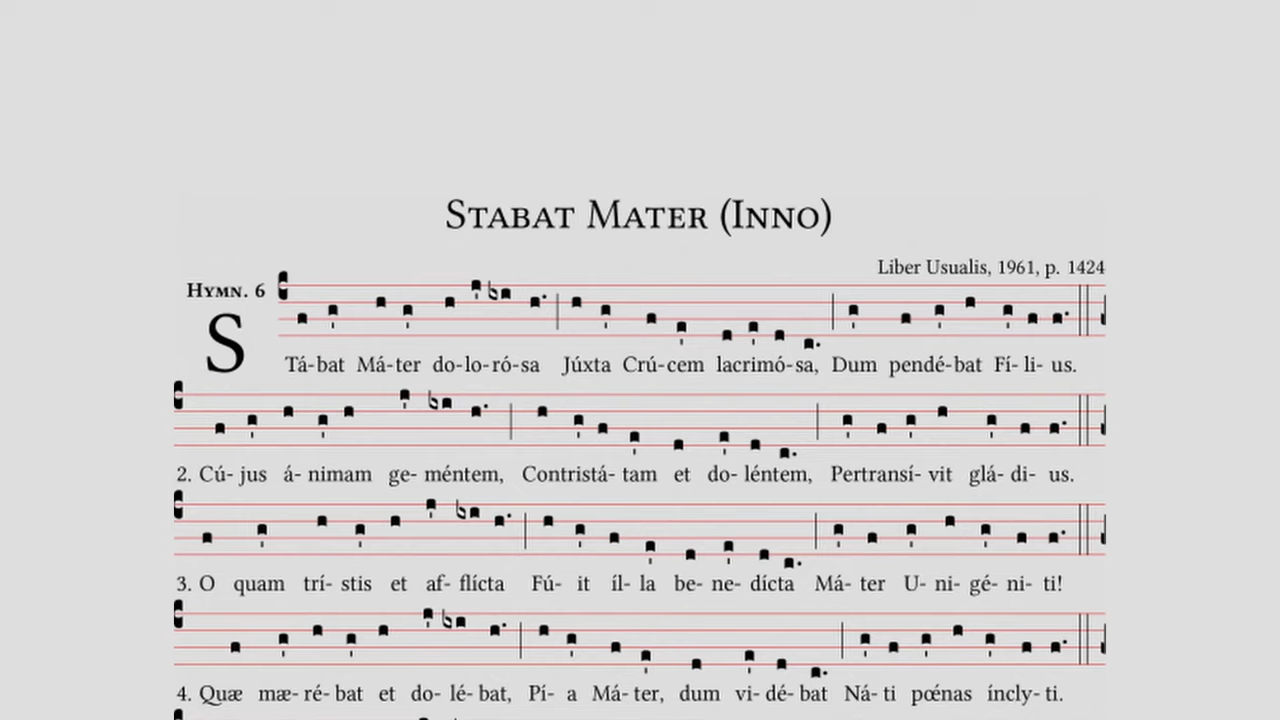 Stabat Mater (Inno)
Liber Usualis, 1961, p. 1424
Hymn. 6
S Tá-bat Má-ter do-lo-ró-sa Júxta Crú-cem lacrimó-sa, Dum pendé-bat Fí-li-us.
2. Cú-jus á-nimam ge-méntem, Contristá-tam et do-léntem, Pertransí-vit glá-di-us.
3. O quam trí-stis et af-flícta Fú-it íl-la be-ne-dícta Má-ter U-ni-gé-ni-ti!
4. Quæ mæ-ré-bat et do-lé-bat, Pí-a Má-ter, dum vi-dé-bat Ná-ti pœ́nas íncly-ti.